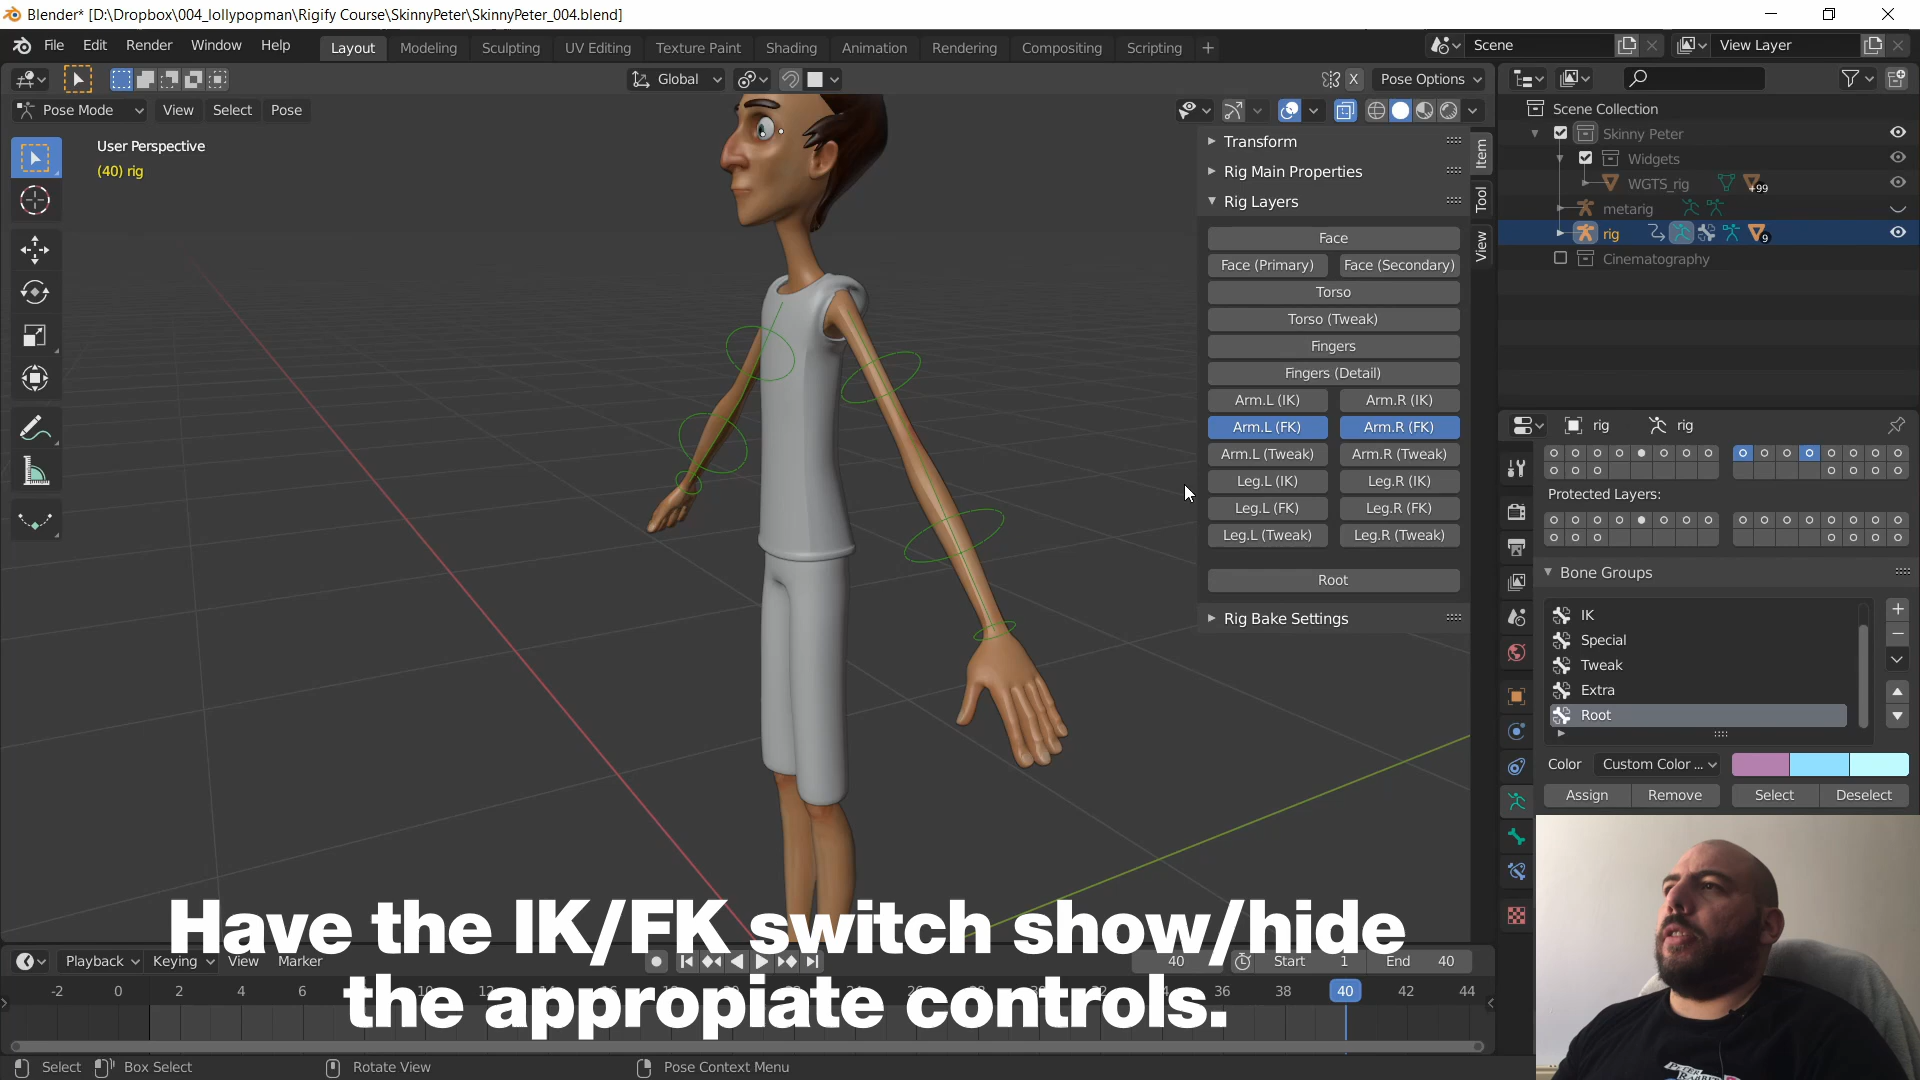 Blender* [D:\Dropbox\004_lollypopman\Rigify Course\SkinnyPeter\SkinnyPeter_004.blend]
File Edit Render Window Help Layout Modeling Sculpting UV Editing Texture Paint Shading Animation Rendering Compositing Scripting + Scene View Layer
Global X Pose Options
Pose Mode View Select Pose
User Perspective
(40) rig
Transform
Rig Main Properties
Rig Layers
Face
Face (Primary) Face (Secondary)
Torso
Torso (Tweak)
Fingers
Fingers (Detail)
Arm.L (IK) Arm.R (IK)
Arm.L (FK) Arm.R (FK)
Arm.L (Tweak) Arm.R (Tweak)
Leg.L (IK) Leg.R (IK)
Leg.L (FK) Leg.R (FK)
Leg.L (Tweak) Leg.R (Tweak)
Root
Rig Bake Settings
Item
Tool
View
Scene Collection
Skinny Peter
Widgets
WGTS_rig +99
metarig
rig 9
Cinematography
rig rig
Protected Layers:
Bone Groups
IK
Special
Tweak
Extra
Root
Color Custom Color ...
Assign Remove Select Deselect
Have the IK/FK switch show/hide
the appropiate controls.
Playback Keying View Marker 40 Start 1 End 40
-2 0 2 4 6 10 36 38 40 42 44
Select Box Select Rotate View Pose Context Menu